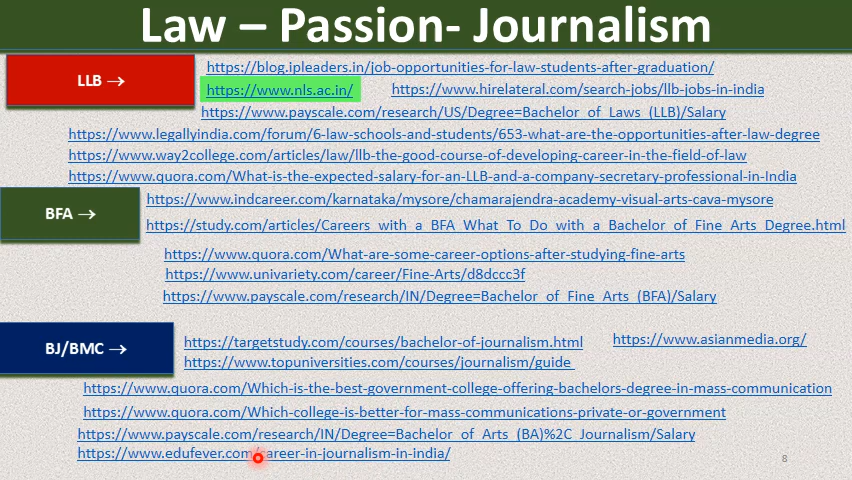 Law – Passion- Journalism
LLB →
https://blog.ipleaders.in/job-opportunities-for-law-students-after-graduation/
https://www.nls.ac.in/ https://www.hirelateral.com/search-jobs/llb-jobs-in-india
https://www.payscale.com/research/US/Degree=Bachelor_of_Laws_(LLB)/Salary
https://www.legallyindia.com/forum/6-law-schools-and-students/653-what-are-the-opportunities-after-law-degree
https://www.way2college.com/articles/law/llb-the-good-course-of-developing-career-in-the-field-of-law
https://www.quora.com/What-is-the-expected-salary-for-an-LLB-and-a-company-secretary-professional-in-India
BFA →
https://www.indcareer.com/karnataka/mysore/chamarajendra-academy-visual-arts-cava-mysore
https://study.com/articles/Careers_with_a_BFA_What_To_Do_with_a_Bachelor_of_Fine_Arts_Degree.html
https://www.quora.com/What-are-some-career-options-after-studying-fine-arts
https://www.univariety.com/career/Fine-Arts/d8dccc3f
https://www.payscale.com/research/IN/Degree=Bachelor_of_Fine_Arts_(BFA)/Salary
BJ/BMC →
https://targetstudy.com/courses/bachelor-of-journalism.html https://www.asianmedia.org/
https://www.topuniversities.com/courses/journalism/guide
https://www.quora.com/Which-is-the-best-government-college-offering-bachelors-degree-in-mass-communication
https://www.quora.com/Which-college-is-better-for-mass-communications-private-or-government
https://www.payscale.com/research/IN/Degree=Bachelor_of_Arts_(BA)%2C_Journalism/Salary
https://www.edufever.com/career-in-journalism-in-india/
8